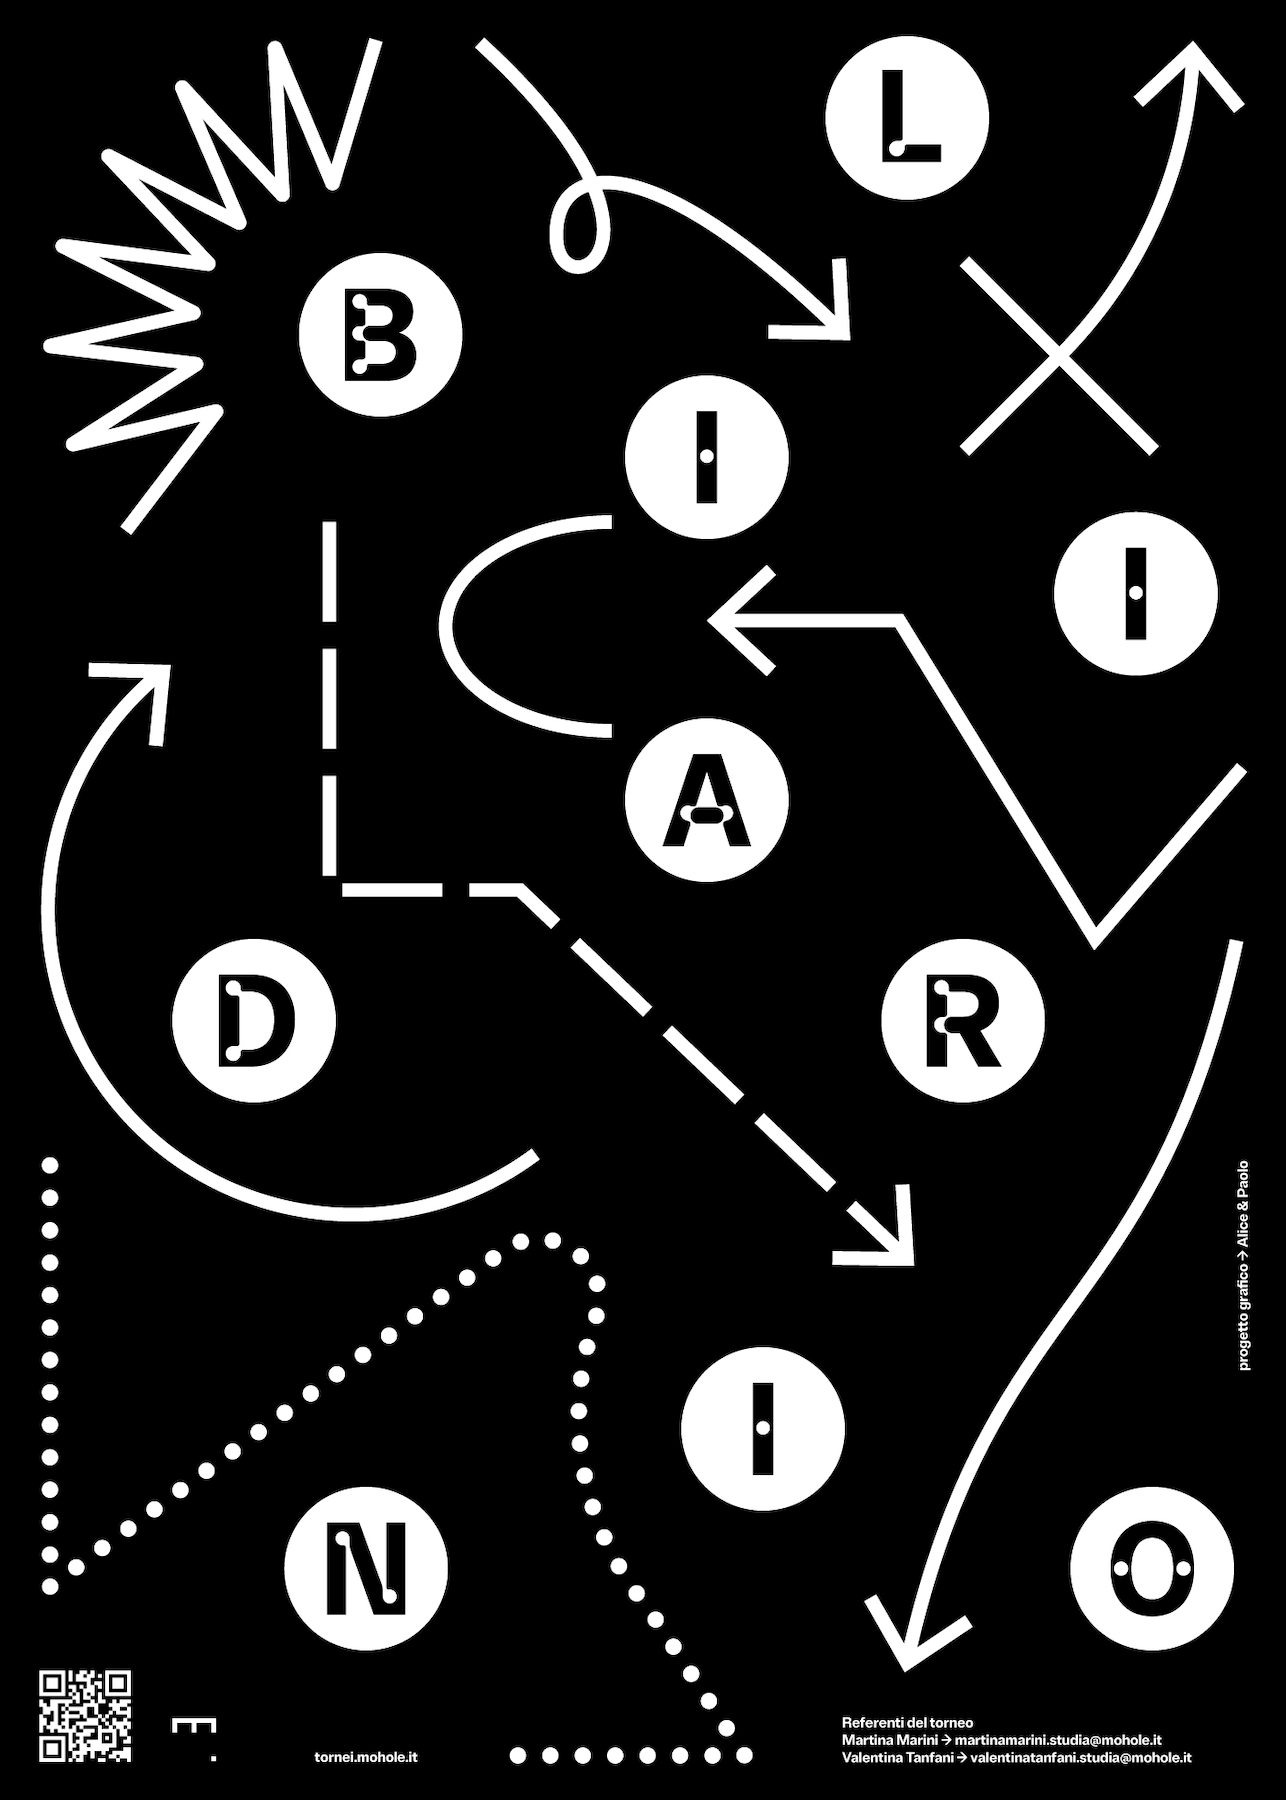 L
B
I
I
A
D
R
I
N
O
progetto grafico → Alice & Paolo
E.
tornei.mohole.it
Referenti del torneo
Martina Marini → martinamarini.studia@mohole.it
Valentina Tanfani → valentinatanfani.studia@mohole.it